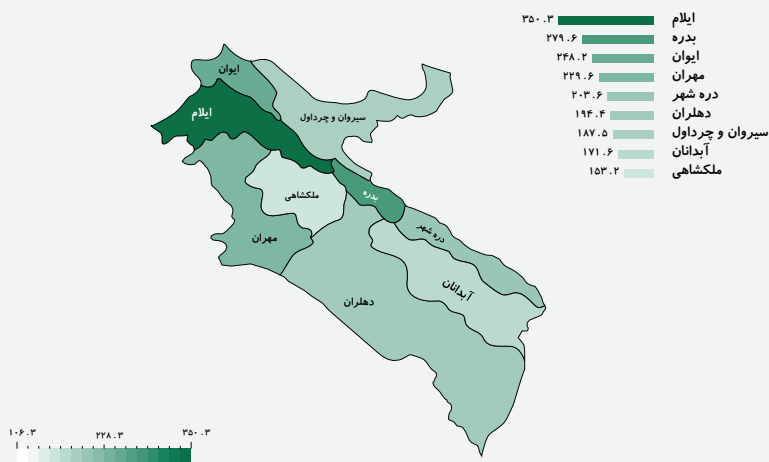 ایلام ۳۵۰.۳
بدره ۲۷۹.۶
ایوان ۲۴۸.۲
مهران ۲۲۹.۶
دره شهر ۲۰۳.۶
دهلران ۱۹۴.۴
سیروان و چرداول ۱۸۷.۵
آبدانان ۱۷۱.۶
ملکشاهی ۱۵۳.۲
ایوان
ایلام
سیروان و چرداول
ملکشاهی
بدره
مهران
دره شهر
آبدانان
دهلران
۱۰۶.۳ ۲۲۸.۳ ۳۵۰.۳